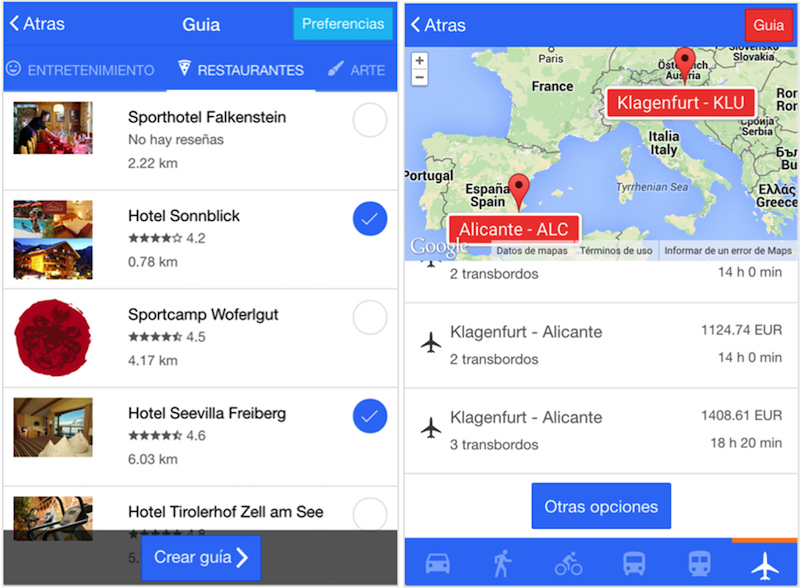 Atras
Guia
Preferencias
ENTRETENIMIENTO
RESTAURANTES
ARTE
Sporthotel Falkenstein
No hay reseñas
2.22 km
Hotel Sonnblick
4.2
0.78 km
Sportcamp Woferlgut
4.5
4.17 km
Hotel Seevilla Freiberg
4.6
6.03 km
Hotel Tirolerhof Zell am See
4.8
5.
Crear guía
Atras
Guia
+
−
Paris
France
Slovensko
Slovakia
Austria
Klagenfurt - KLU
Србија
Serbia
Italia
Italy
Portugal
España
Spain
Tyrrhenian Sea
Ελλάς
Greece
Alicante - ALC
Google
Datos de mapas
Términos de uso
Informar de un error de Maps
2 transbordos
14 h 0 min
Klagenfurt - Alicante
1124.74 EUR
2 transbordos
14 h 0 min
Klagenfurt - Alicante
1408.61 EUR
3 transbordos
18 h 20 min
Otras opciones